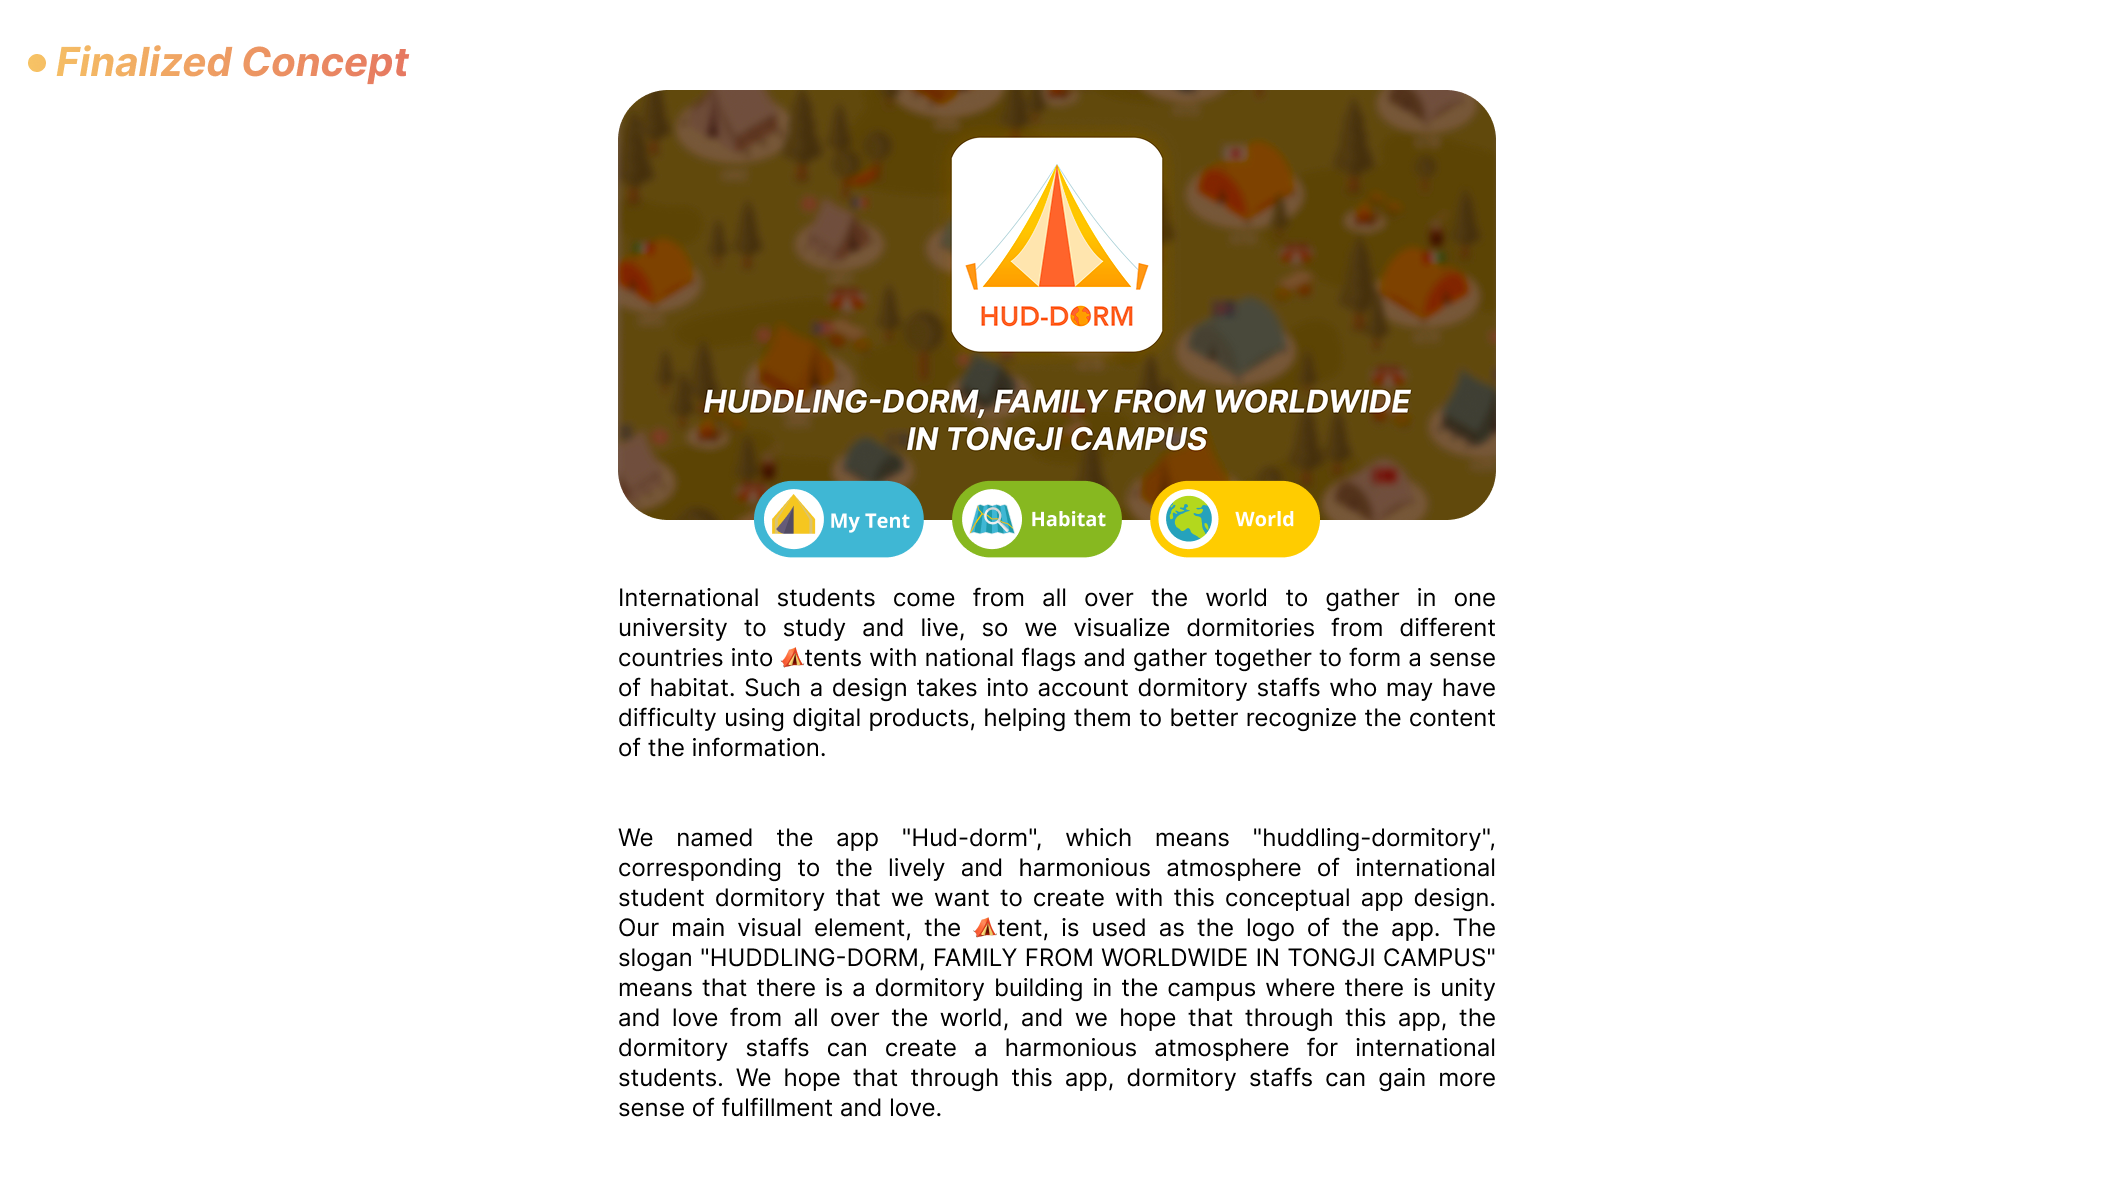 Finalized Concept
HUD-DORM
HUDDLING-DORM, FAMILY FROM WORLDWIDE
IN TONGJI CAMPUS
My Tent
Habitat
World
International students come from all over the world to gather in one
university to study and live, so we visualize dormitories from different
countries into ⛺tents with national flags and gather together to form a sense
of habitat. Such a design takes into account dormitory staffs who may have
difficulty using digital products, helping them to better recognize the content
of the information.
We named the app "Hud-dorm", which means "huddling-dormitory",
corresponding to the lively and harmonious atmosphere of international
student dormitory that we want to create with this conceptual app design.
Our main visual element, the ⛺tent, is used as the logo of the app. The
slogan "HUDDLING-DORM, FAMILY FROM WORLDWIDE IN TONGJI CAMPUS"
means that there is a dormitory building in the campus where there is unity
and love from all over the world, and we hope that through this app, the
dormitory staffs can create a harmonious atmosphere for international
students. We hope that through this app, dormitory staffs can gain more
sense of fulfillment and love.